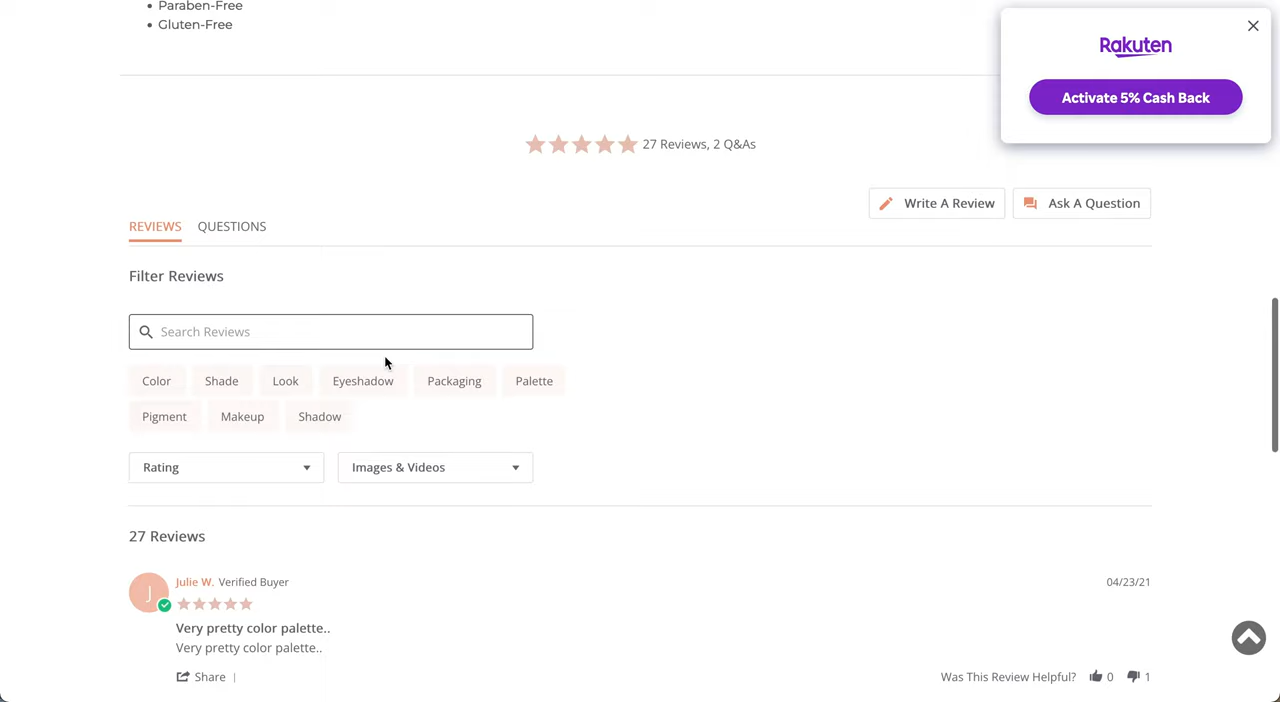 Paraben-Free
Gluten-Free
Rakuten
Activate 5% Cash Back
27 Reviews, 2 Q&As
Write A Review
Ask A Question
REVIEWS QUESTIONS
Filter Reviews
Search Reviews
Color Shade Look Eyeshadow Packaging Palette
Pigment Makeup Shadow
Rating Images & Videos
27 Reviews
J
Julie W. Verified Buyer 04/23/21
Very pretty color palette..
Very pretty color palette..
Share | Was This Review Helpful? 0 1